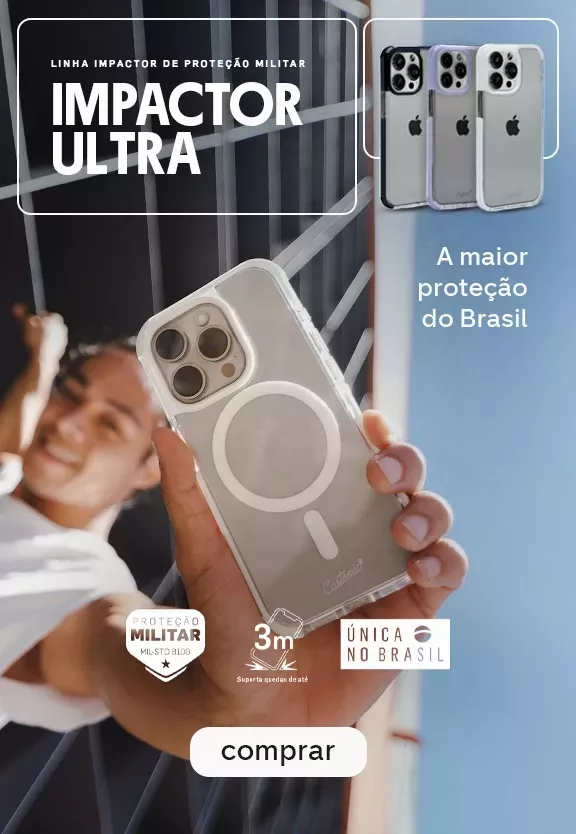 LINHA IMPACTOR DE PROTEÇÃO MILITAR
IMPACTOR
ULTRA
A maior
proteção
do Brasil
Customic
PROTEÇÃO
MILITAR
MIL-STD 810G
3m
Suporta quedas de até
ÚNICA
NO BRASIL
comprar